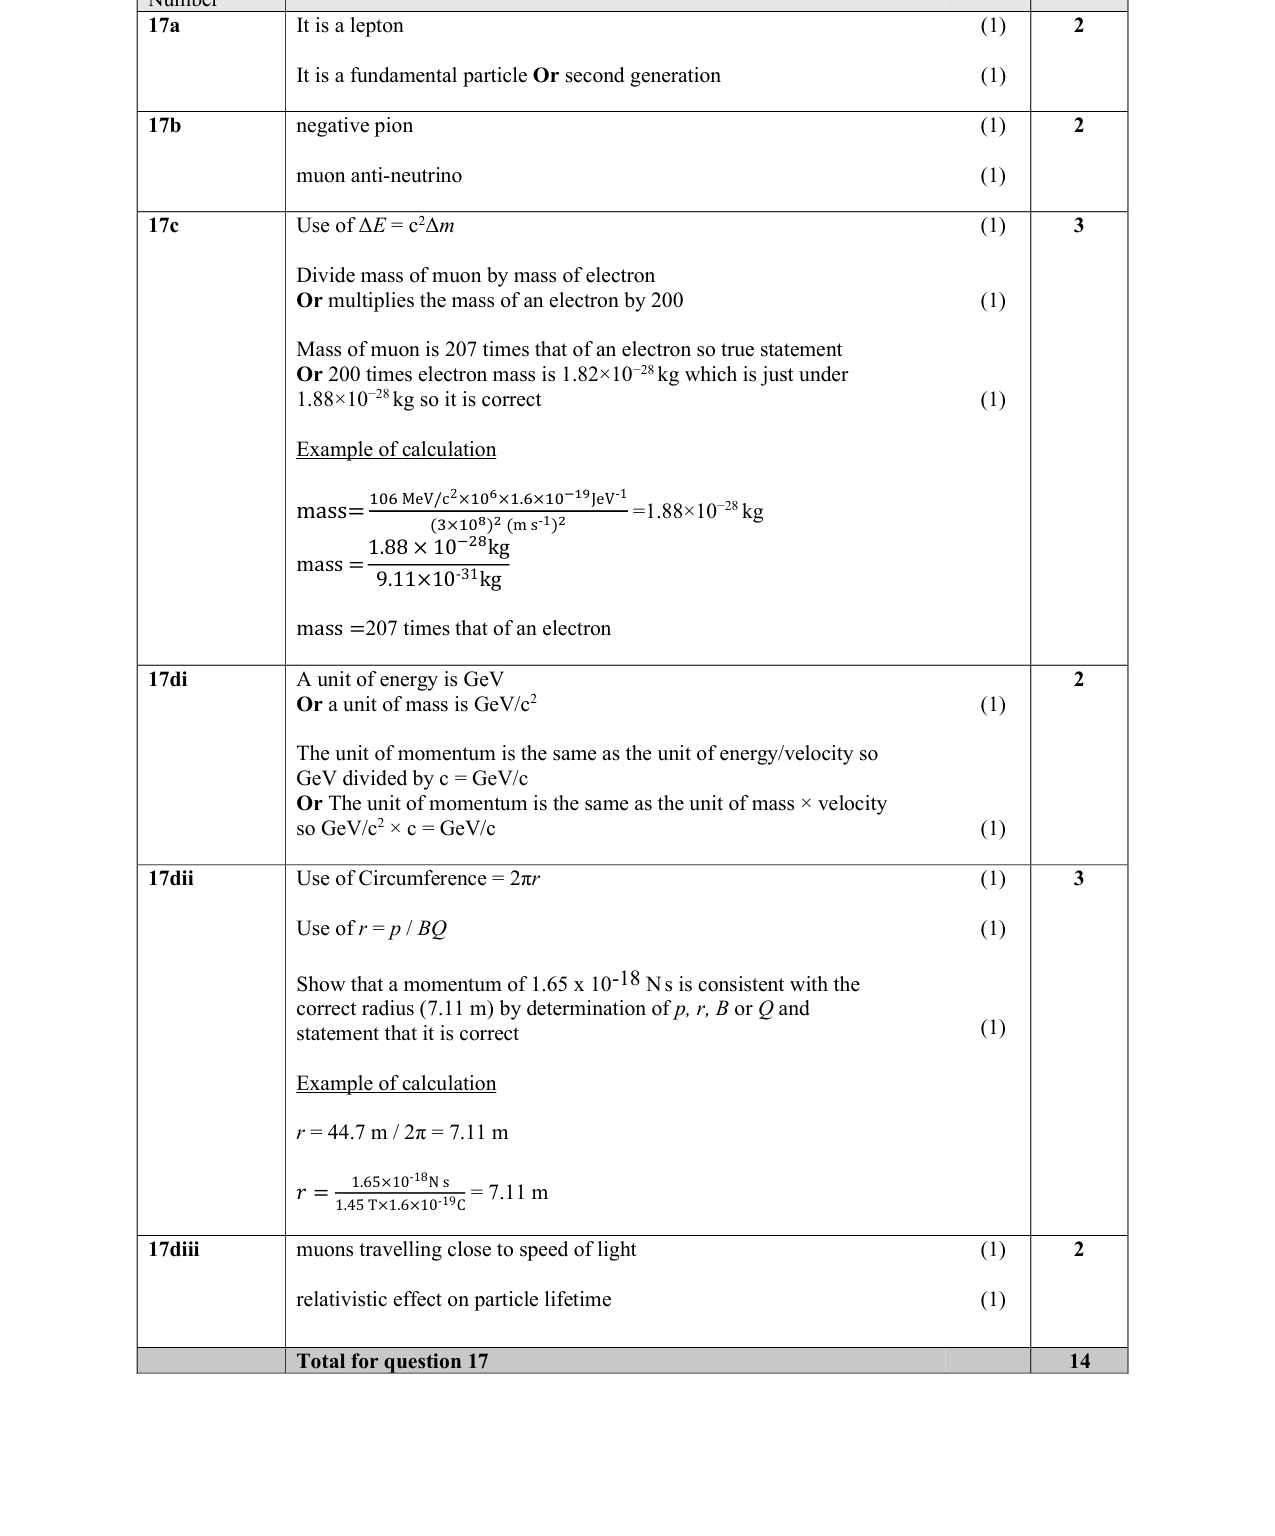 Number
17a It is a lepton (1) 2
It is a fundamental particle Or second generation (1)
17b negative pion (1) 2
muon anti-neutrino (1)
17c Use of ΔE = c²Δm (1) 3
Divide mass of muon by mass of electron
Or multiplies the mass of an electron by 200 (1)
Mass of muon is 207 times that of an electron so true statement
Or 200 times electron mass is 1.82×10⁻²⁸ kg which is just under
1.88×10⁻²⁸ kg so it is correct (1)
Example of calculation
mass= 106 MeV/c²×10⁶×1.6×10⁻¹⁹JeV⁻¹ / (3×10⁸)² (m s⁻¹)² =1.88×10⁻²⁸ kg
mass = 1.88 × 10⁻²⁸kg / 9.11×10⁻³¹kg
mass =207 times that of an electron
17di A unit of energy is GeV 2
Or a unit of mass is GeV/c² (1)
The unit of momentum is the same as the unit of energy/velocity so
GeV divided by c = GeV/c
Or The unit of momentum is the same as the unit of mass × velocity
so GeV/c² × c = GeV/c (1)
17dii Use of Circumference = 2πr (1) 3
Use of r = p / BQ (1)
Show that a momentum of 1.65 x 10⁻¹⁸ N s is consistent with the
correct radius (7.11 m) by determination of p, r, B or Q and
statement that it is correct (1)
Example of calculation
r = 44.7 m / 2π = 7.11 m
r = 1.65×10⁻¹⁸N s / 1.45 T×1.6×10⁻¹⁹C = 7.11 m
17diii muons travelling close to speed of light (1) 2
relativistic effect on particle lifetime (1)
Total for question 17 14